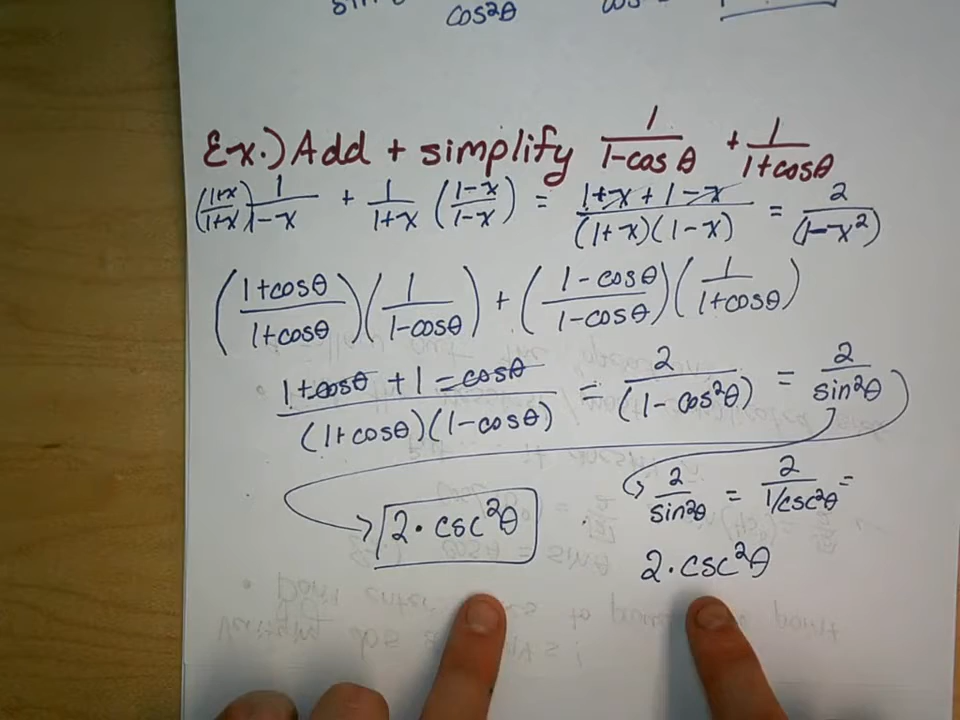 cos²θ
Ex.) Add + simplify 1/(1-cos θ) + 1/(1+cosθ)
((1+x)/(1+x)) 1/(1-x) + 1/(1+x) ((1-x)/(1-x)) = (1+x+1-x)/((1+x)(1-x)) = 2/(1-x²)
((1+cosθ)/(1+cosθ))(1/(1-cosθ)) + ((1-cosθ)/(1-cosθ))(1/(1+cosθ))
(1+cosθ+1-cosθ)/((1+cosθ)(1-cosθ)) = 2/(1-cos²θ) = 2/sin²θ
2/sin²θ = 2/(1/csc²θ) =
2·csc²θ
2·csc²θ